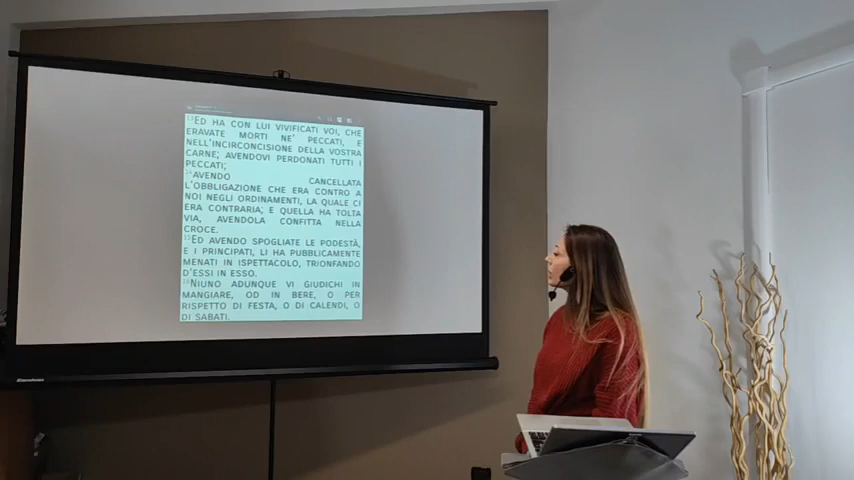 13ED HA CON LUI VIVIFICATI VOI, CHE
ERAVATE MORTI NE' PECCATI, E
NELL'INCIRCONCISIONE DELLA VOSTRA
CARNE; AVENDOVI PERDONATI TUTTI I
PECCATI;
14AVENDO CANCELLATA
L'OBBLIGAZIONE CHE ERA CONTRO A
NOI NEGLI ORDINAMENTI, LA QUALE CI
ERA CONTRARIA; E QUELLA HA TOLTA
VIA, AVENDOLA CONFITTA NELLA
CROCE.
15ED AVENDO SPOGLIATE LE PODESTÀ,
E I PRINCIPATI, LI HA PUBBLICAMENTE
MENATI IN ISPETTACOLO, TRIONFANDO
D'ESSI IN ESSO.
16NIUNO ADUNQUE VI GIUDICHI IN
MANGIARE, OD IN BERE, O PER
RISPETTO DI FESTA, O DI CALENDI, O
DI SABATI.